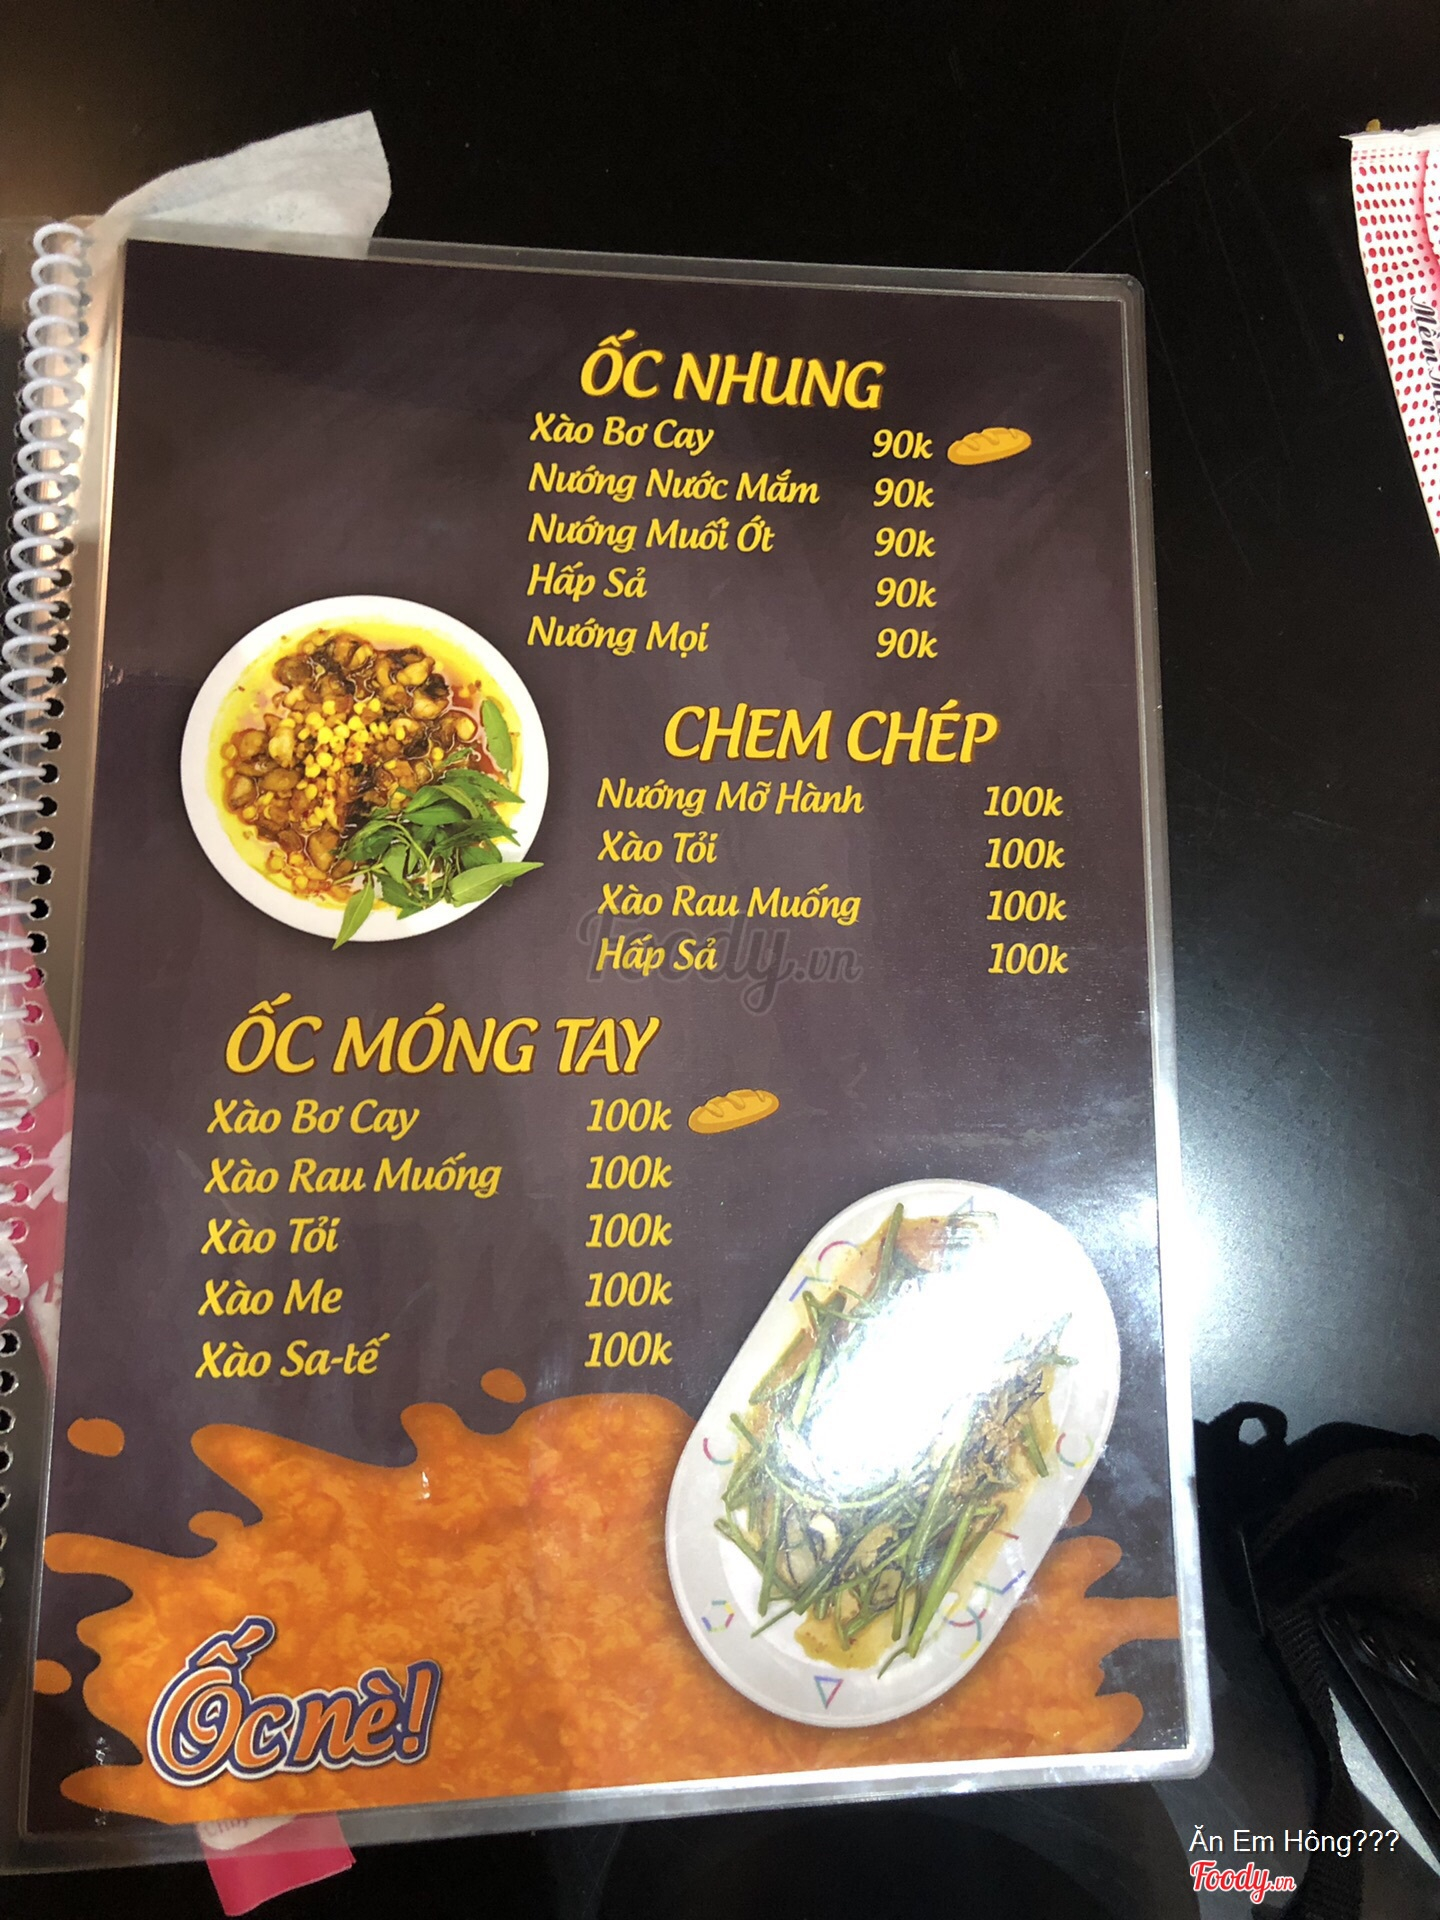 ỐC NHUNG
Xào Bơ Cay 90k
Nướng Nước Mắm 90k
Nướng Muối Ớt 90k
Hấp Sả 90k
Nướng Mọi 90k
CHEM CHÉP
Nướng Mỡ Hành 100k
Xào Tỏi 100k
Xào Rau Muống 100k
Hấp Sả 100k
Foody.vn
ỐC MÓNG TAY
Xào Bơ Cay 100k
Xào Rau Muống 100k
Xào Tỏi 100k
Xào Me 100k
Xào Sa-tế 100k
Ốc nè!
Ăn Em Hông???
Foody.vn